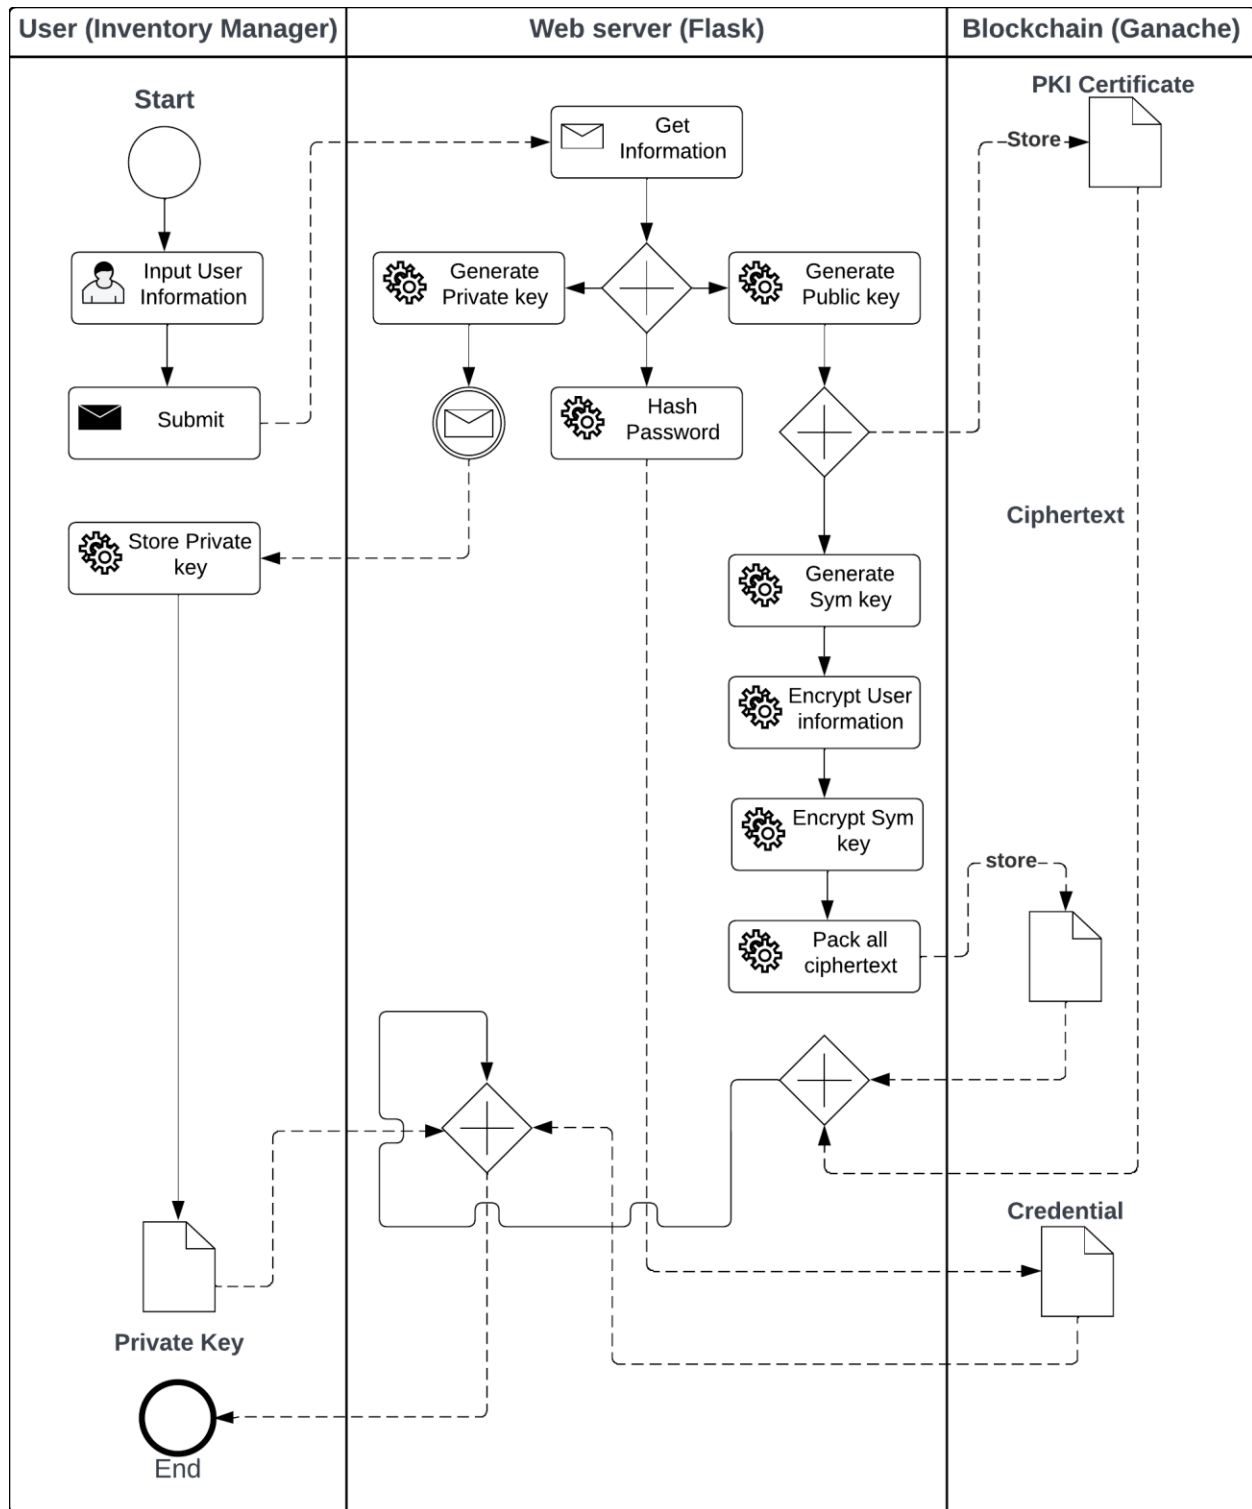 User (Inventory Manager)
Web server (Flask)
Blockchain (Ganache)
Start
PKI Certificate
Get
Information
Store
Input User
Information
Generate
Private key
Generate
Public key
Submit
Hash
Password
Ciphertext
Store Private
key
Generate
Sym key
Encrypt User
information
Encrypt Sym
key
store
Pack all
ciphertext
Credential
Private Key
End